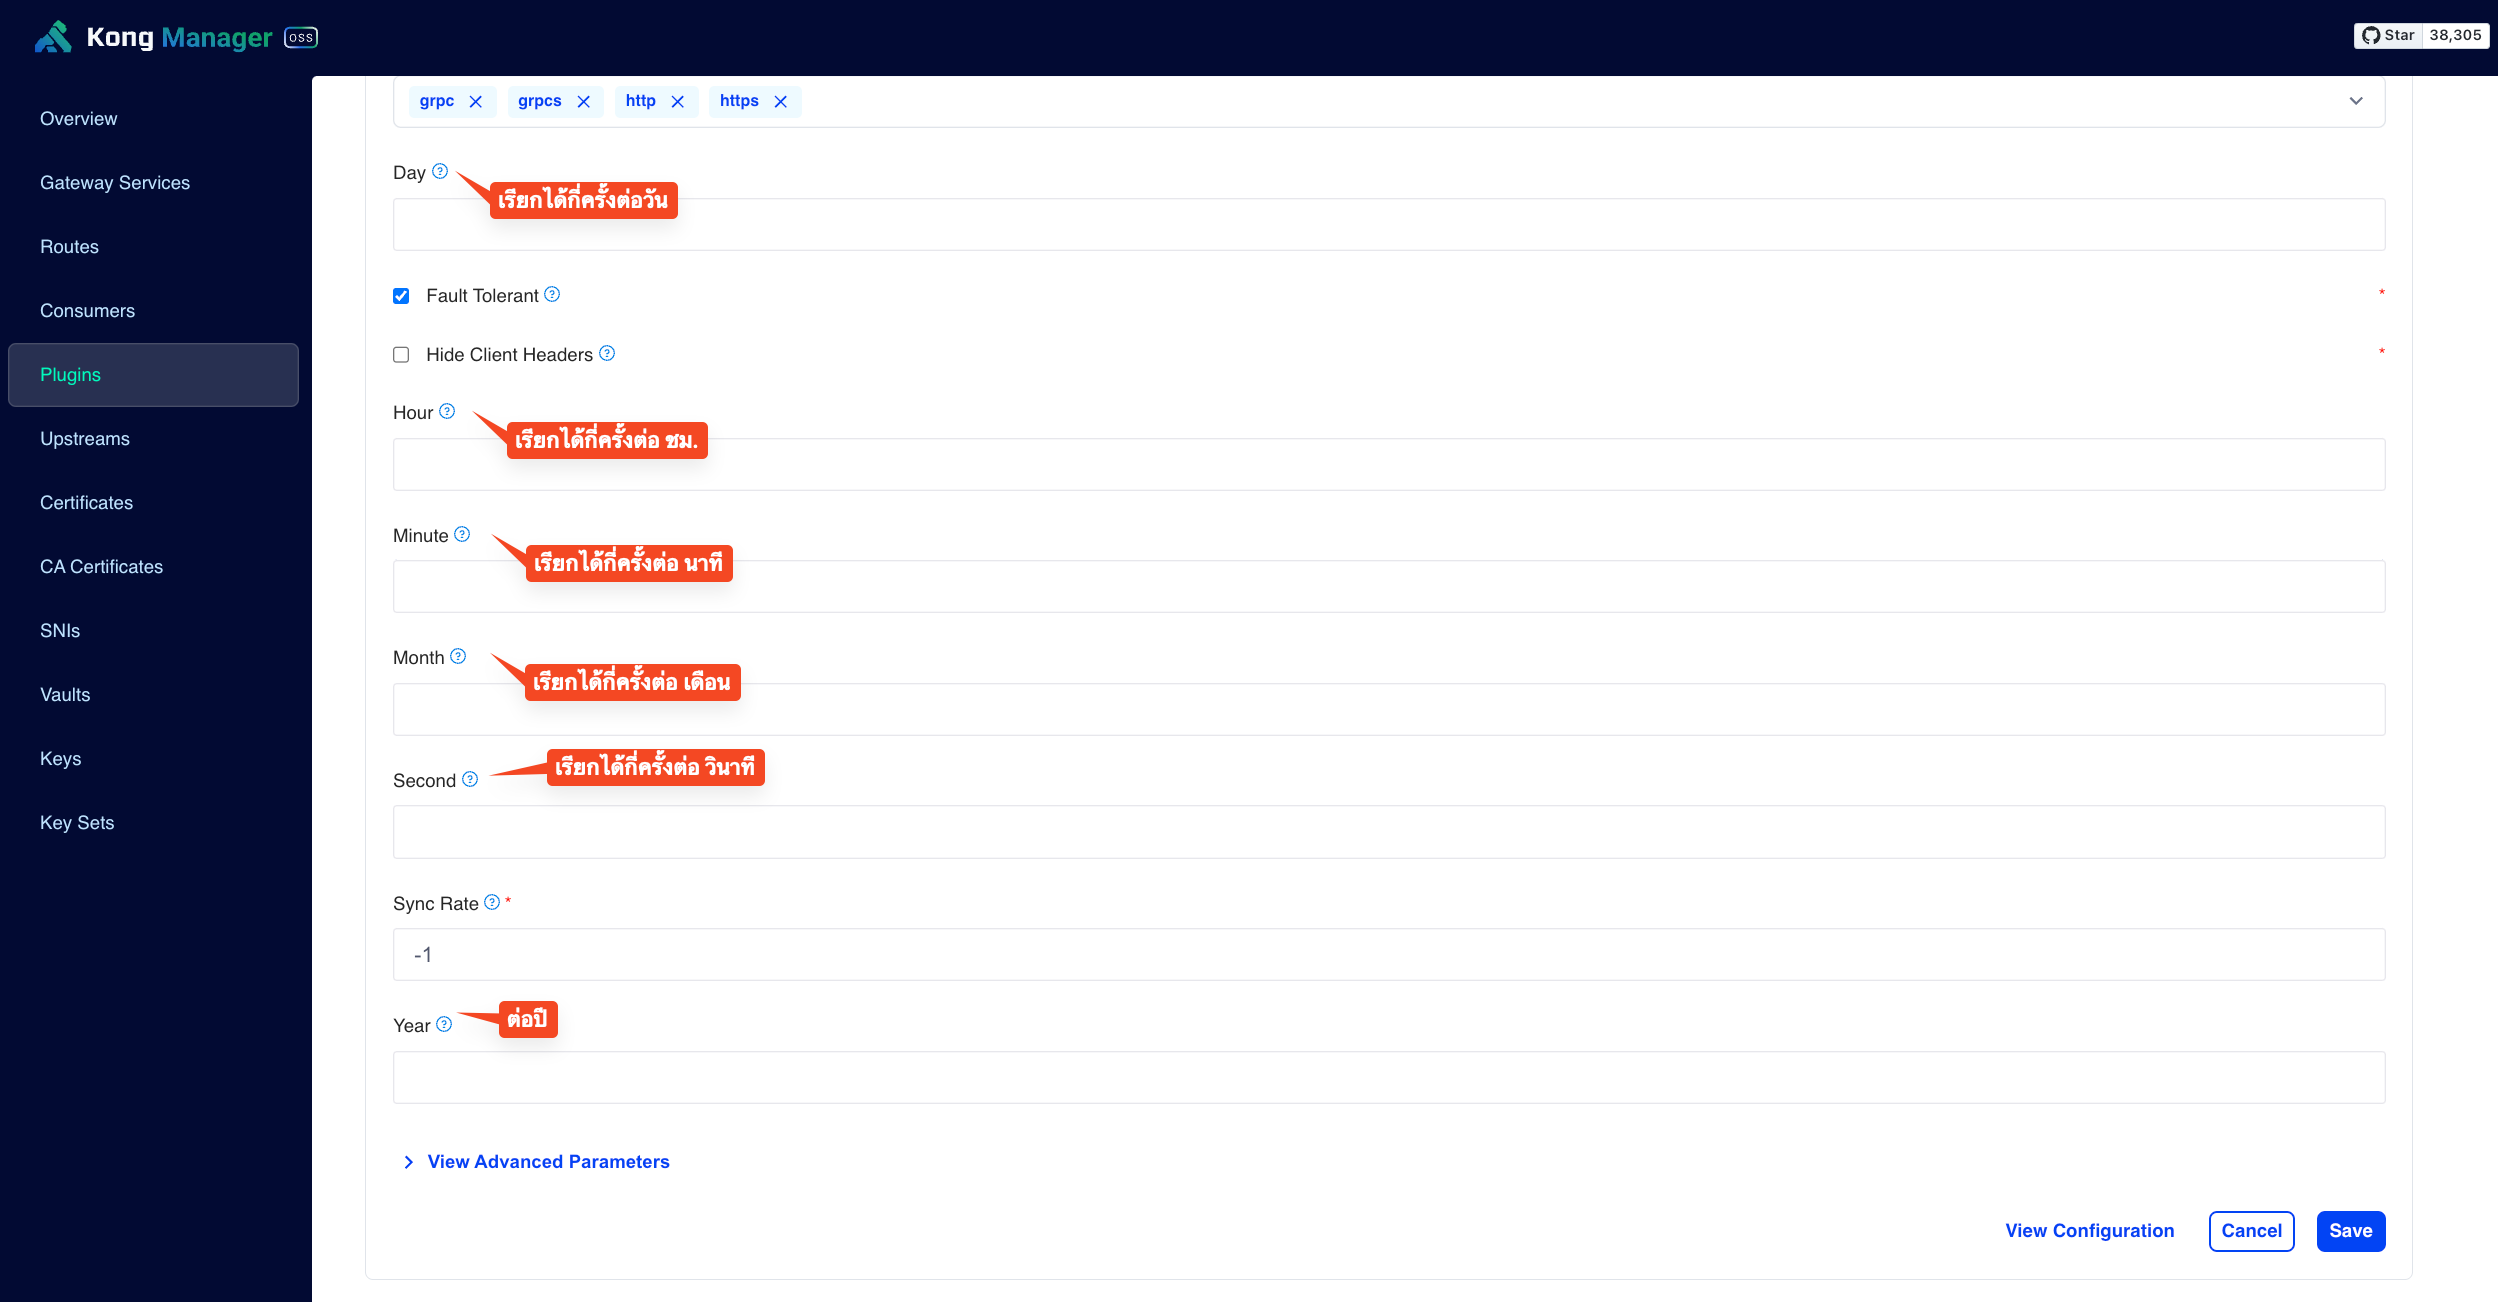 Kong Manager OSS
Star 38,305
Overview
Gateway Services
Routes
Consumers
Plugins
Upstreams
Certificates
CA Certificates
SNIs
Vaults
Keys
Key Sets
grpc grpcs http https
Day
เรียกได้กี่ครั้งต่อวัน
Fault Tolerant *
Hide Client Headers *
Hour
เรียกได้กี่ครั้งต่อ ชม.
Minute
เรียกได้กี่ครั้งต่อ นาที
Month
เรียกได้กี่ครั้งต่อ เดือน
Second
เรียกได้กี่ครั้งต่อ วินาที
Sync Rate *
-1
Year
ต่อปี
View Advanced Parameters
View Configuration Cancel Save